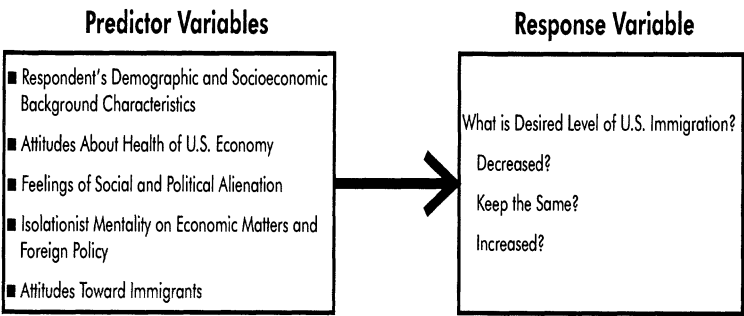 Predictor Variables
■ Respondent's Demographic and Socioeconomic
Background Characteristics
■ Attitudes About Health of U.S. Economy
■ Feelings of Social and Political Alienation
■ Isolationist Mentality on Economic Matters and
Foreign Policy
■ Attitudes Toward Immigrants
Response Variable
What is Desired Level of U.S. Immigration?
Decreased?
Keep the Same?
Increased?